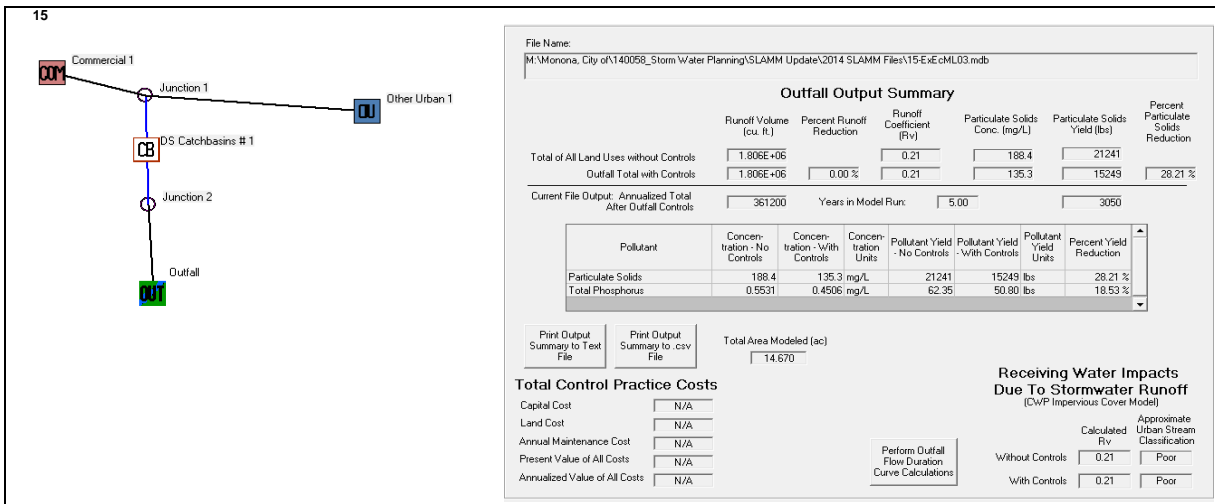 15
Commercial 1
COM
Junction 1
Other Urban 1
OU
DS Catchbasins # 1
CB
Junction 2
Outfall
OUT
File Name:
M:\Monona, City of\140058_Storm Water Planning\SLAMM Update\2014 SLAMM Files\15-ExEcML03.mdb
Outfall Output Summary
Runoff Volume (cu. ft.) Percent Runoff Reduction Runoff Coefficient (Rv) Particulate Solids Conc. (mg/L) Particulate Solids Yield (lbs) Percent Particulate Solids Reduction
Total of All Land Uses without Controls 1.806E+06 0.21 188.4 21241
Outfall Total with Controls 1.806E+06 0.00 % 0.21 135.3 15249 28.21 %
Current File Output: Annualized Total After Outfall Controls 361200 Years in Model Run: 5.00 3050
Pollutant Concen-tration - No Controls Concen-tration - With Controls Concen-tration Units Pollutant Yield - No Controls Pollutant Yield - With Controls Pollutant Yield Units Percent Yield Reduction
Particulate Solids 188.4 135.3 mg/L 21241 15249 lbs 28.21 %
Total Phosphorus 0.5531 0.4506 mg/L 62.35 50.80 lbs 18.53 %
Print Output Summary to Text File
Print Output Summary to .csv File
Total Area Modeled (ac)
14.670
Total Control Practice Costs
Capital Cost N/A
Land Cost N/A
Annual Maintenance Cost N/A
Present Value of All Costs N/A
Annualized Value of All Costs N/A
Perform Outfall Flow Duration Curve Calculations
Receiving Water Impacts
Due To Stormwater Runoff
(CWP Impervious Cover Model)
Calculated Rv Approximate Urban Stream Classification
Without Controls 0.21 Poor
With Controls 0.21 Poor